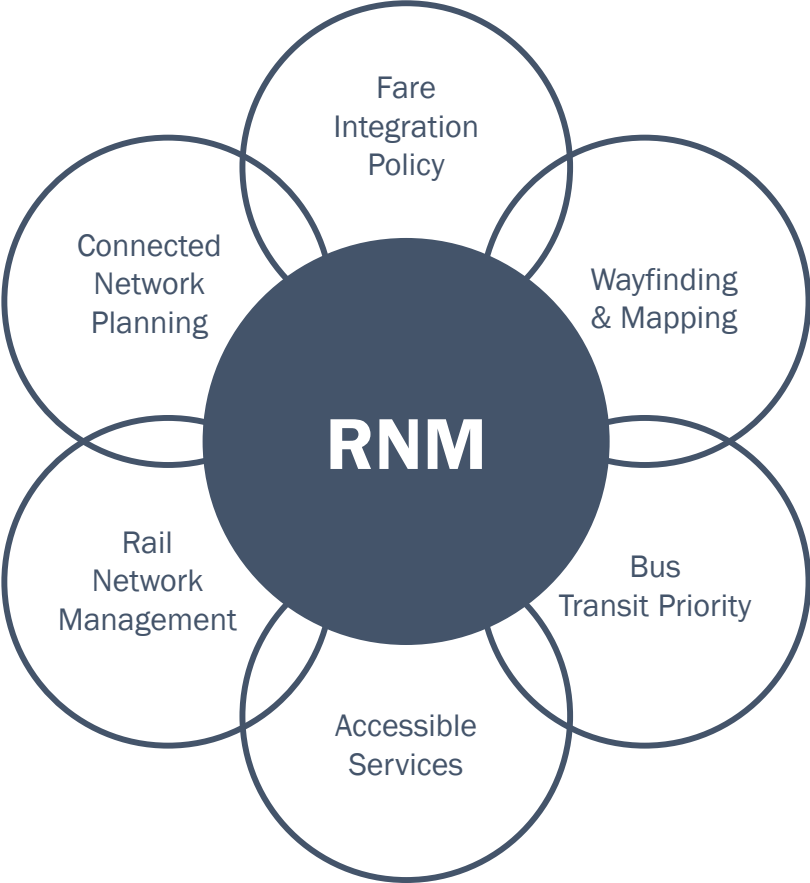 Fare
Integration
Policy
Connected
Network
Planning
Wayfinding
& Mapping
RNM
Rail
Network
Management
Bus
Transit Priority
Accessible
Services